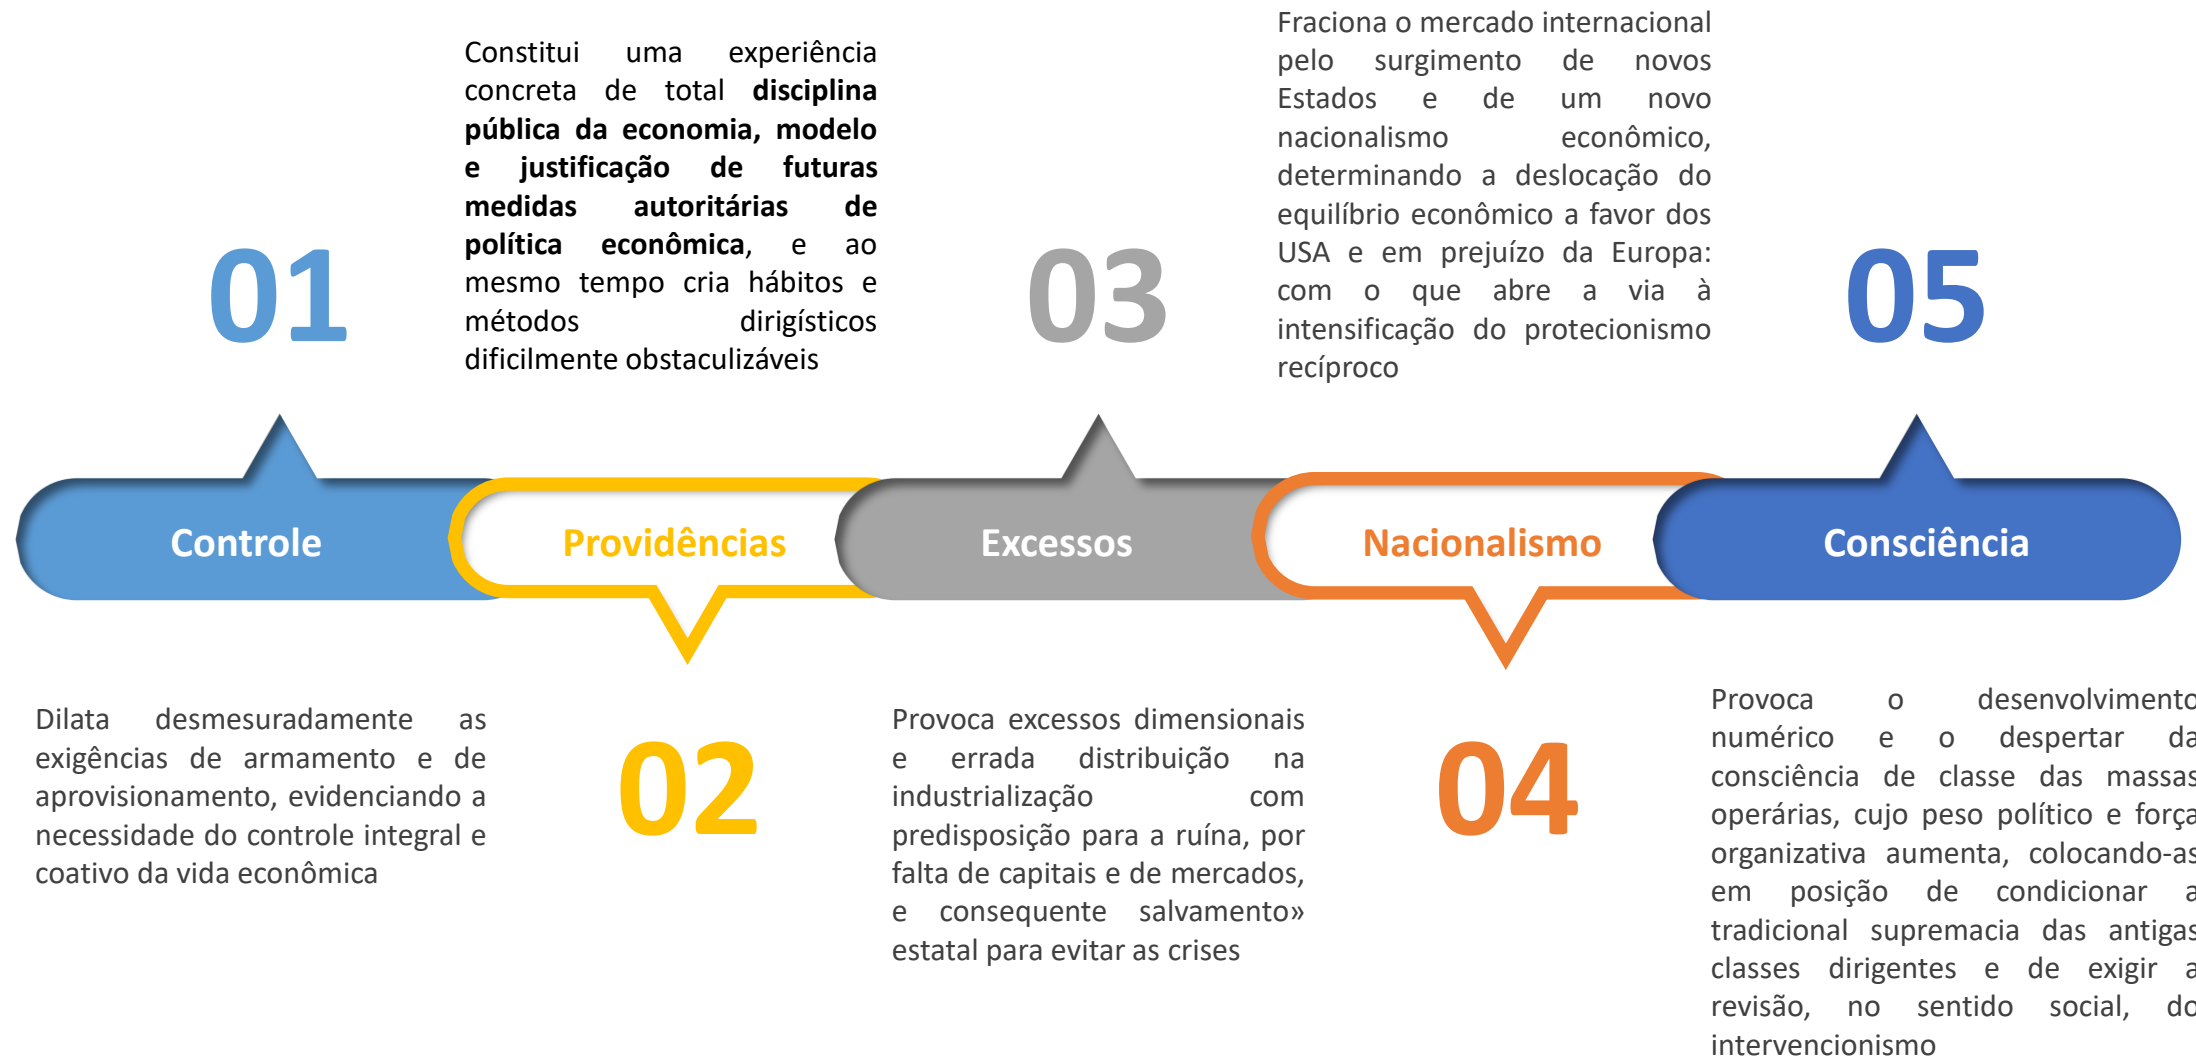 01
Controle
Dilata desmesuradamente as
exigências de armamento e de
aprovisionamento, evidenciando a
necessidade do controle integral e
coativo da vida econômica
Constitui uma experiência
concreta de total disciplina
pública da economia, modelo
e justificação de futuras
medidas autoritárias de
política econômica, e ao
mesmo tempo cria hábitos e
métodos dirigísticos
dificilmente obstaculizáveis
Providências
02
03
Excessos
Provoca excessos dimensionais
e errada distribuição na
industrialização com
predisposição para a ruína, por
falta de capitais e de mercados,
e consequente salvamento»
estatal para evitar as crises
Fraciona o mercado internacional
pelo surgimento de novos
Estados e de um novo
nacionalismo econômico,
determinando a deslocação do
equilíbrio econômico a favor dos
USA e em prejuízo da Europa:
com o que abre a via à
intensificação do protecionismo
recíproco
Nacionalismo
04
05
Consciência
Provoca o desenvolvimento
numérico e o despertar da
consciência de classe das massas
operárias, cujo peso político e força
organizativa aumenta, colocando-as
em posição de condicionar a
tradicional supremacia das antigas
classes dirigentes e de exigir a
revisão, no sentido social, do
intervencionismo